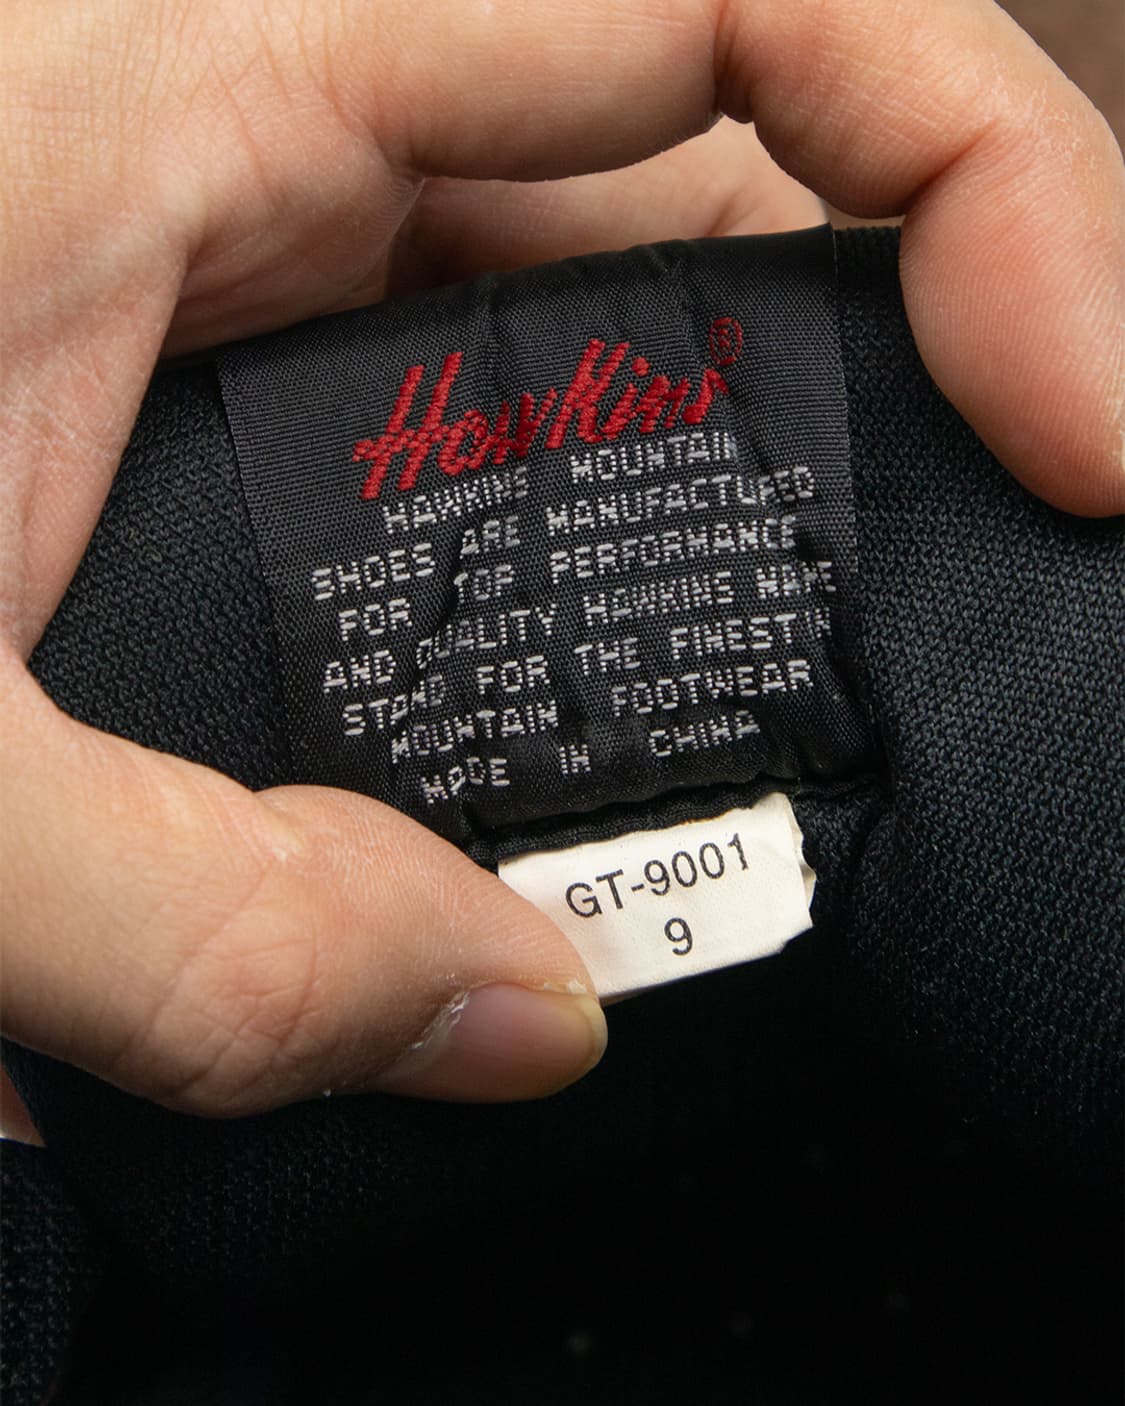 Hawkins®
HAWKINS MOUNTAIN
SHOES ARE MANUFACTURED
FOR TOP PERFORMANCE
AND QUALITY HAWKINS NAME
STAND FOR THE FINEST IN
MOUNTAIN FOOTWEAR
MADE IN CHINA
GT-9001
9